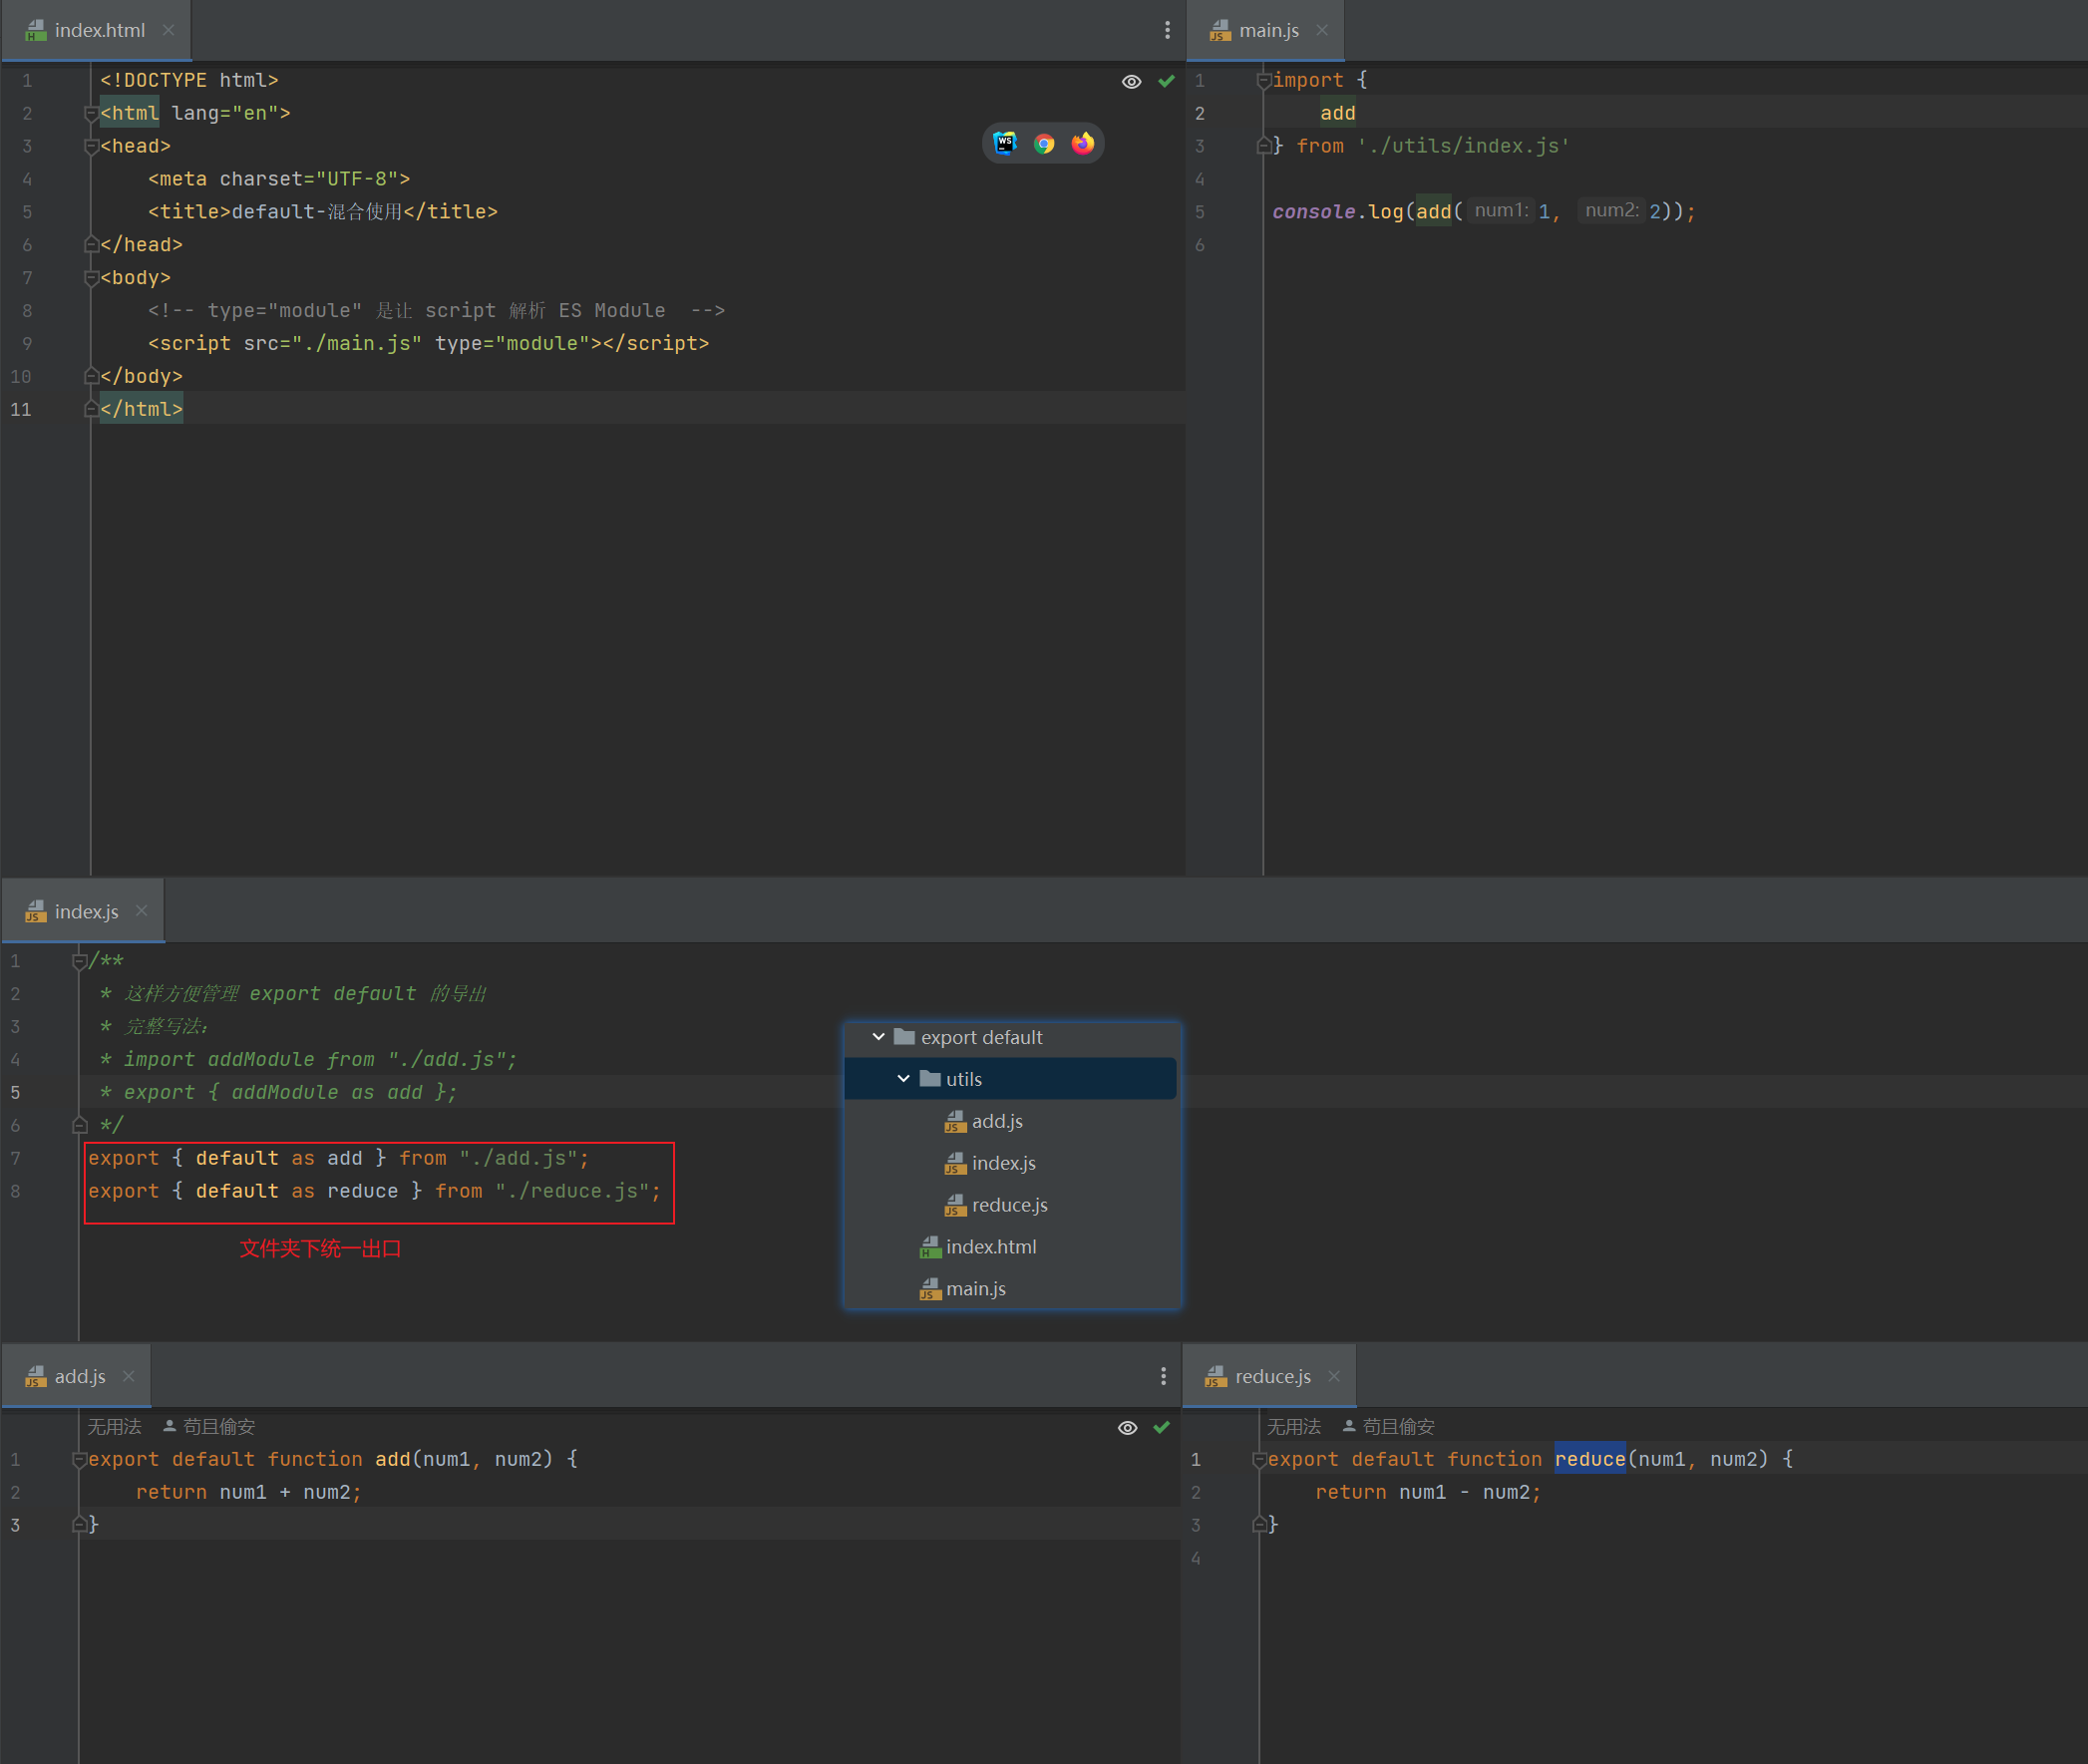 index.html
1 <!DOCTYPE html>
2 <html lang="en">
3 <head>
4 <meta charset="UTF-8">
5 <title>default-混合使用</title>
6 </head>
7 <body>
8 <!-- type="module" 是让 script 解析 ES Module  -->
9 <script src="./main.js" type="module"></script>
10 </body>
11 </html>
WS
main.js
1 import {
2 add
3 } from './utils/index.js'
4
5 console.log(add( num1: 1, num2: 2));
6
index.js
1 /**
2 * 这样方便管理 export default 的导出
3 * 完整写法:
4 * import addModule from "./add.js";
5 * export { addModule as add };
6 */
7 export { default as add } from "./add.js";
8 export { default as reduce } from "./reduce.js";
文件夹下统一出口
export default
utils
add.js
index.js
reduce.js
index.html
main.js
add.js
无用法 苟且偷安
1 export default function add(num1, num2) {
2 return num1 + num2;
3 }
reduce.js
无用法 苟且偷安
1 export default function reduce(num1, num2) {
2 return num1 - num2;
3 }
4